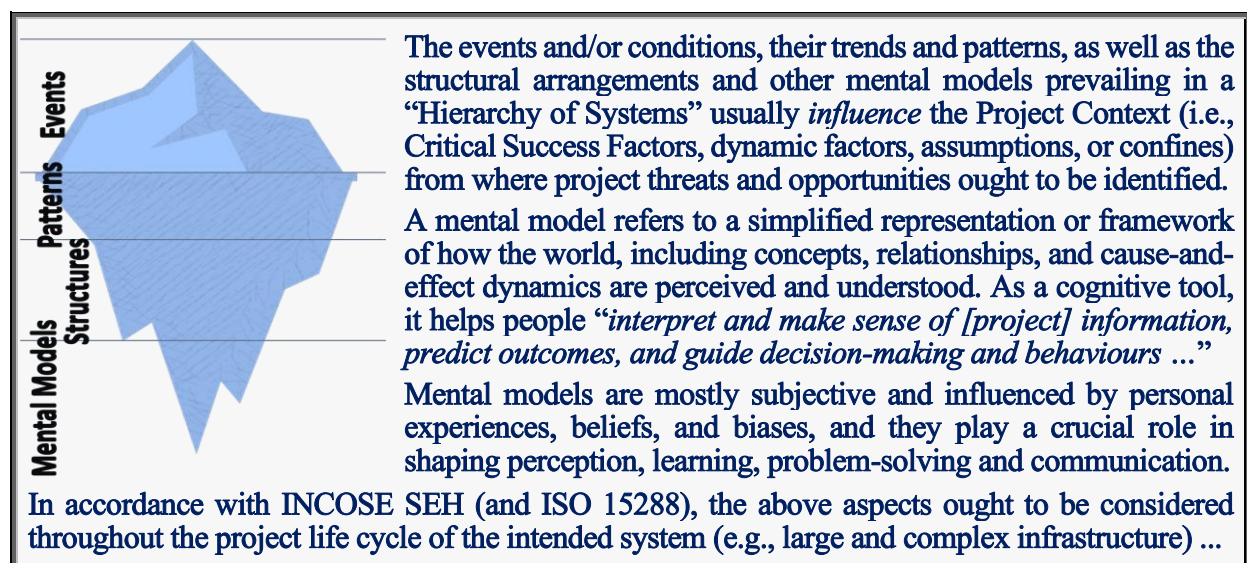 Events
Patterns
Structures
Mental Models
The events and/or conditions, their trends and patterns, as well as the
structural arrangements and other mental models prevailing in a
“Hierarchy of Systems” usually influence the Project Context (i.e.,
Critical Success Factors, dynamic factors, assumptions, or confines)
from where project threats and opportunities ought to be identified.
A mental model refers to a simplified representation or framework
of how the world, including concepts, relationships, and cause-and-
effect dynamics are perceived and understood. As a cognitive tool,
it helps people “interpret and make sense of [project] information,
predict outcomes, and guide decision-making and behaviours ...”
Mental models are mostly subjective and influenced by personal
experiences, beliefs, and biases, and they play a crucial role in
shaping perception, learning, problem-solving and communication.
In accordance with INCOSE SEH (and ISO 15288), the above aspects ought to be considered
throughout the project life cycle of the intended system (e.g., large and complex infrastructure) ...